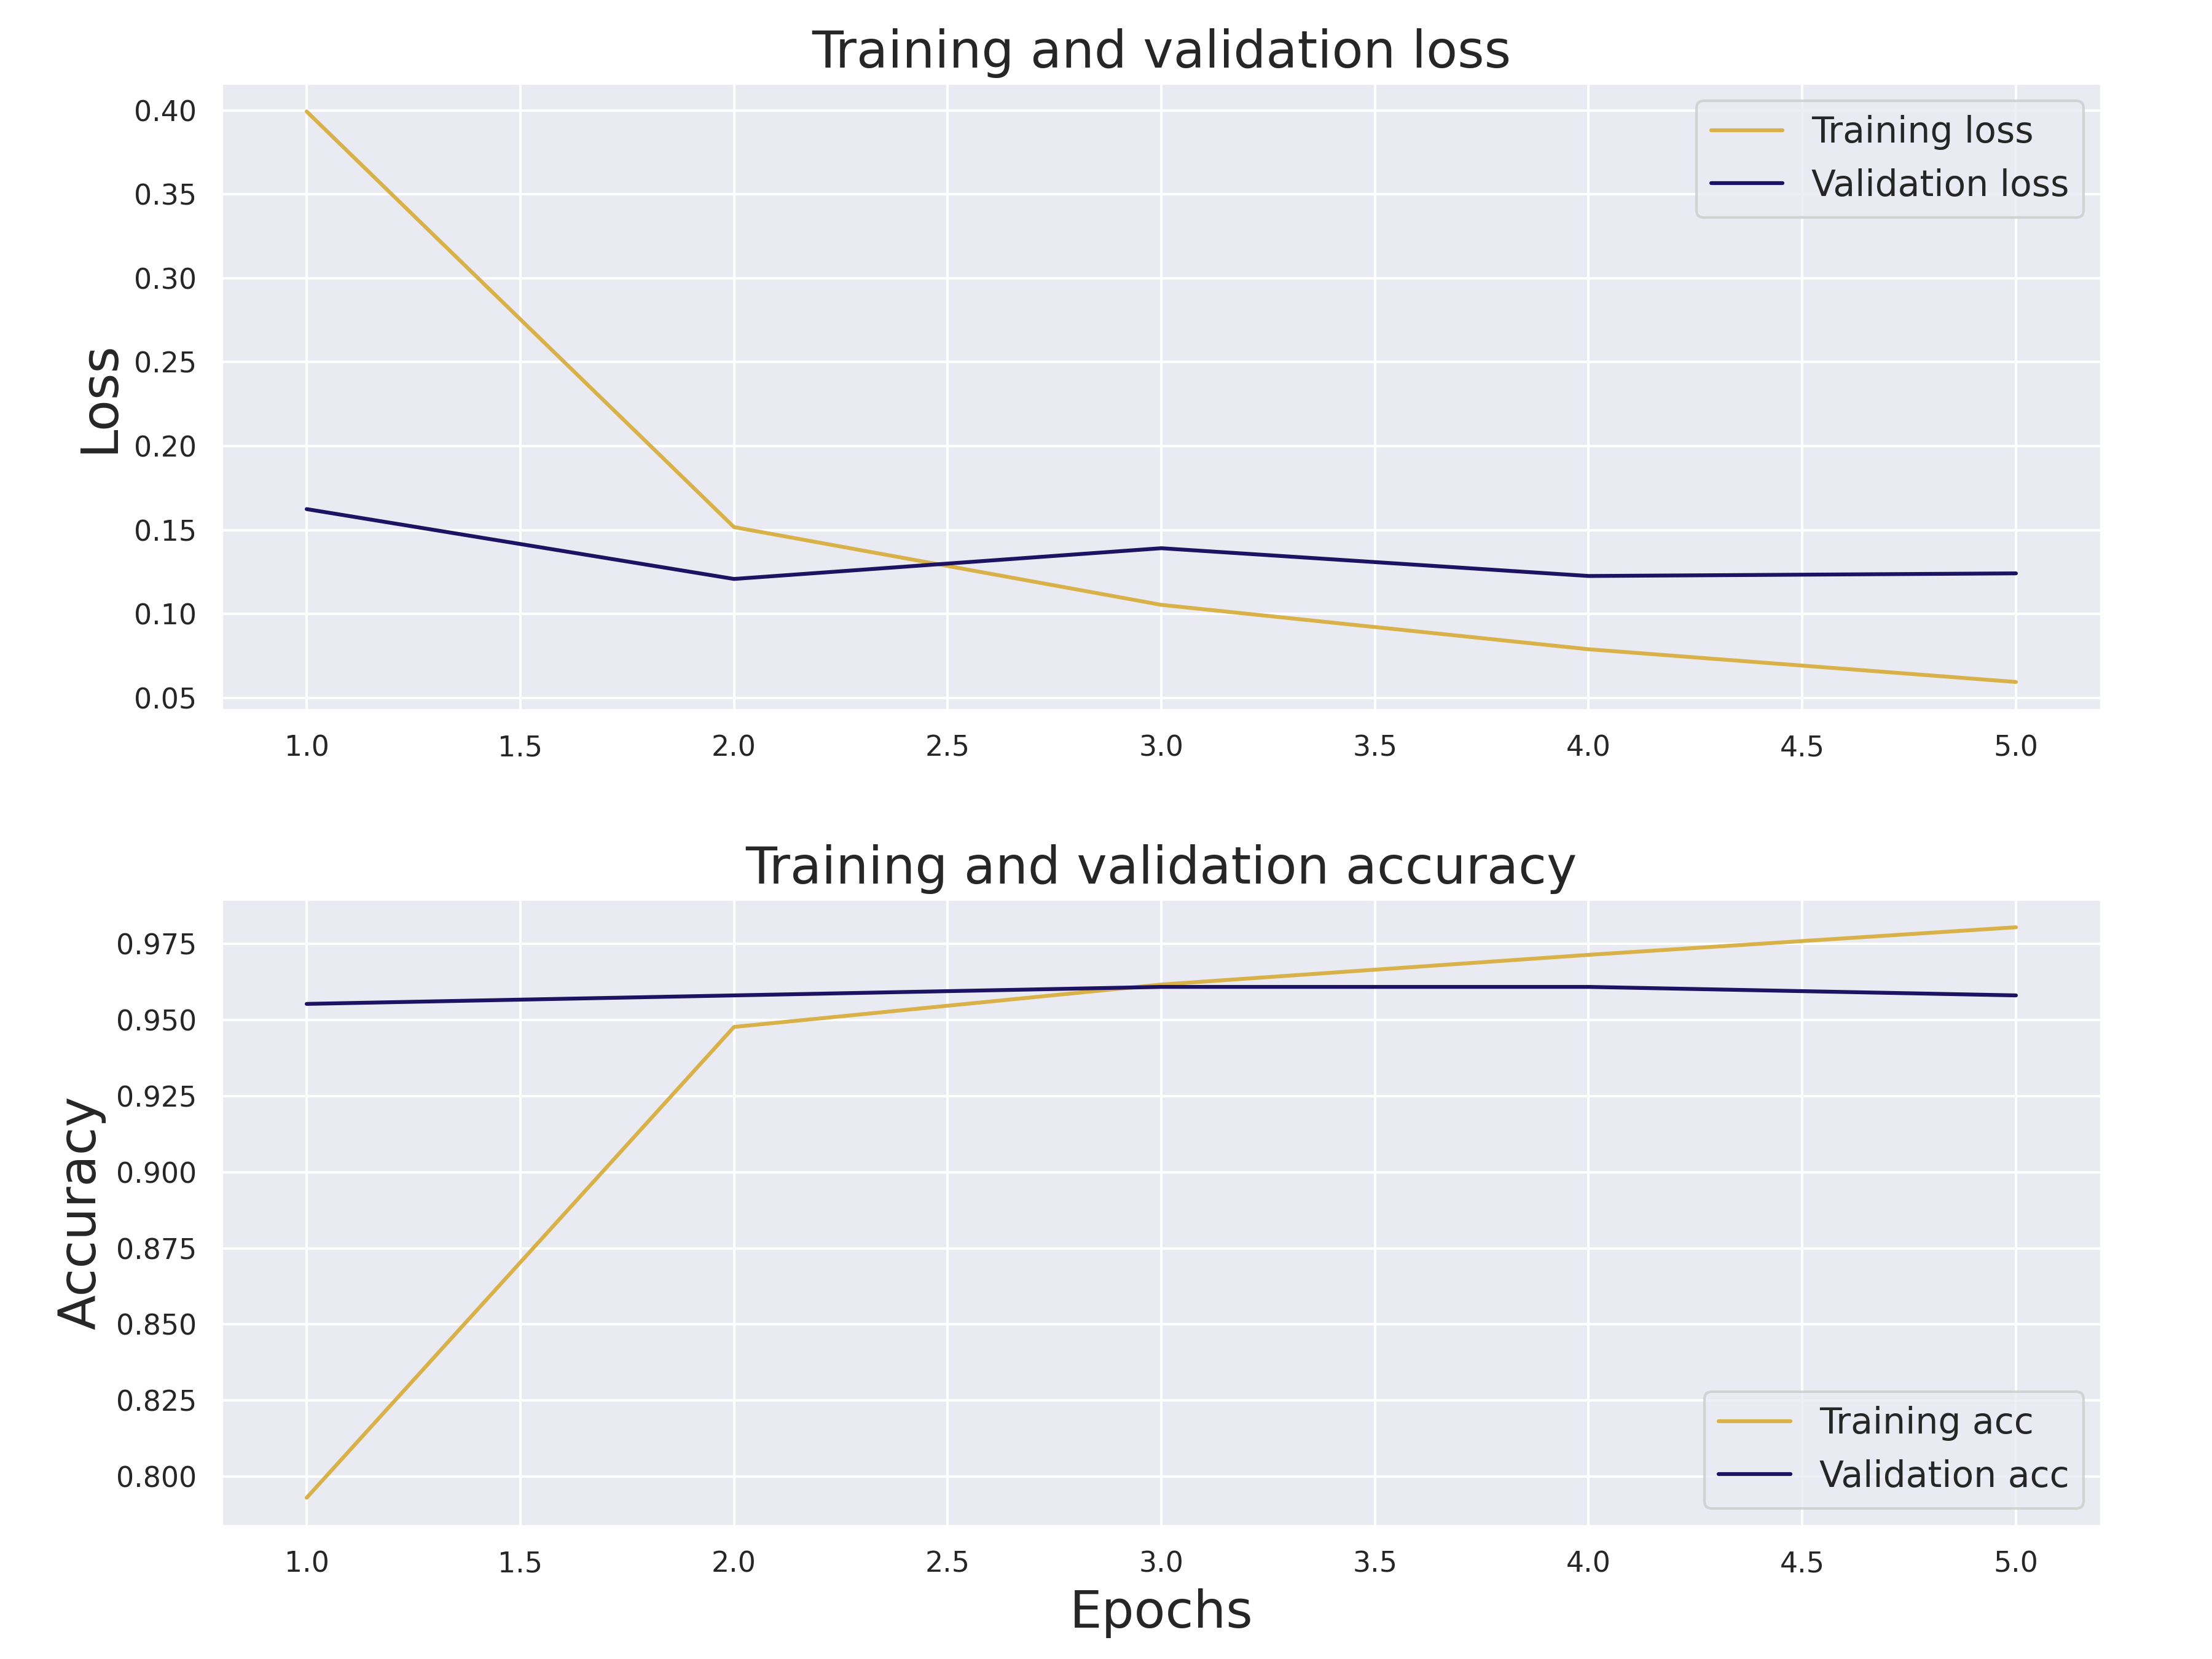 Training and validation loss
Loss
0.40
0.35
0.30
0.25
0.20
0.15
0.10
0.05
Training loss
Validation loss
1.0 1.5 2.0 2.5 3.0 3.5 4.0 4.5 5.0
Training and validation accuracy
Accuracy
0.975
0.950
0.925
0.900
0.875
0.850
0.825
0.800
Training acc
Validation acc
1.0 1.5 2.0 2.5 3.0 3.5 4.0 4.5 5.0
Epochs